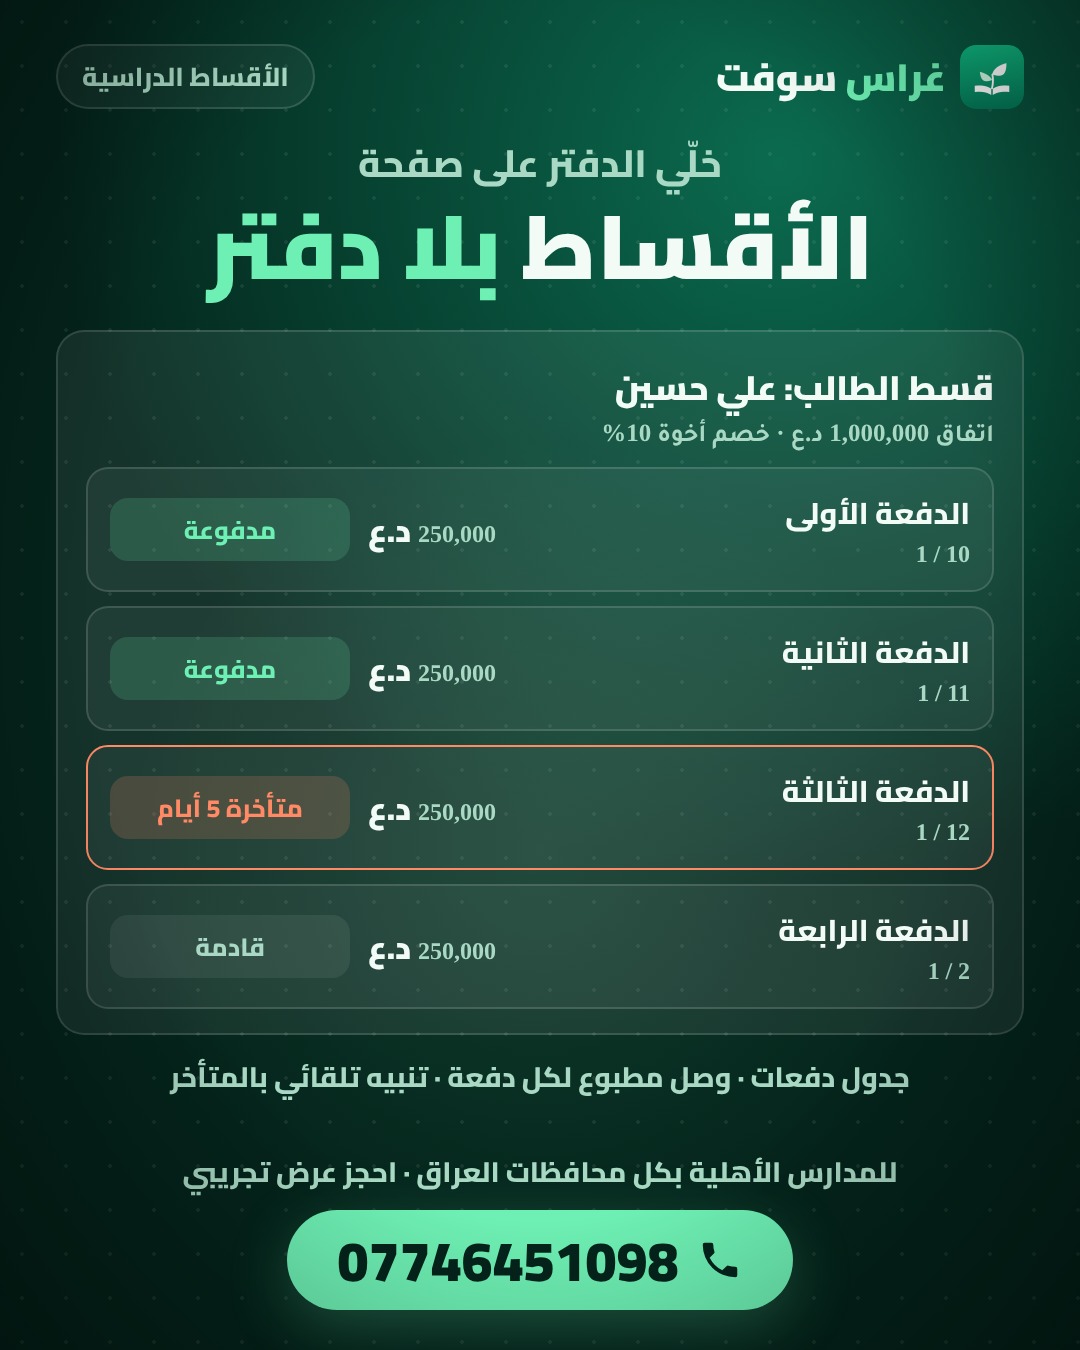 غراس سوفت
الأقساط الدراسية
خلّي الدفتر على صفحة
الأقساط بلا دفتر
قسط الطالب: علي حسين
اتفاق 1,000,000 د.ع · خصم أخوة 10%
الدفعة الأولى
1 / 10
250,000 د.ع
مدفوعة
الدفعة الثانية
1 / 11
250,000 د.ع
مدفوعة
الدفعة الثالثة
1 / 12
250,000 د.ع
متأخرة 5 أيام
الدفعة الرابعة
1 / 2
250,000 د.ع
قادمة
جدول دفعات · وصل مطبوع لكل دفعة · تنبيه تلقائي بالمتأخر
للمدارس الأهلية بكل محافظات العراق · احجز عرض تجريبي
07746451098